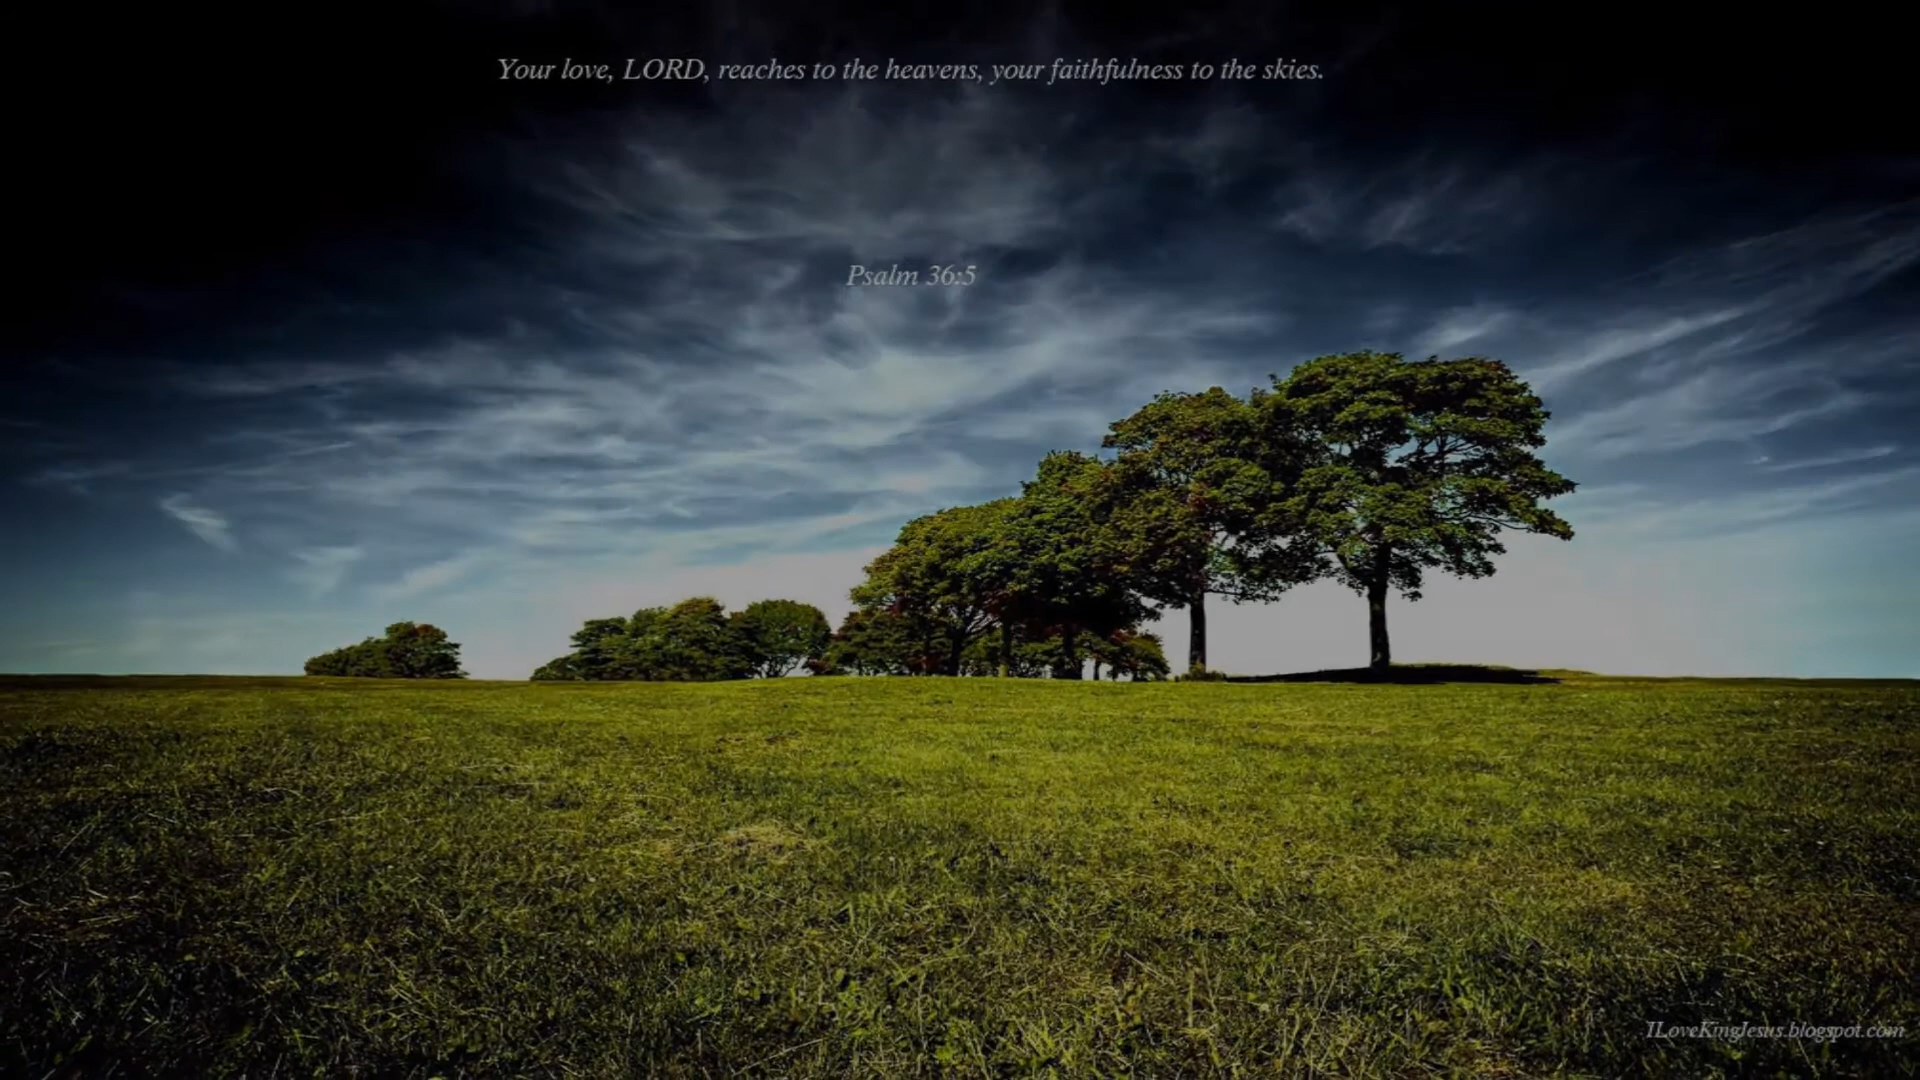 Your love, LORD, reaches to the heavens, your faithfulness to the skies.
Psalm 36:5
ILoveKingJesus.blogspot.com